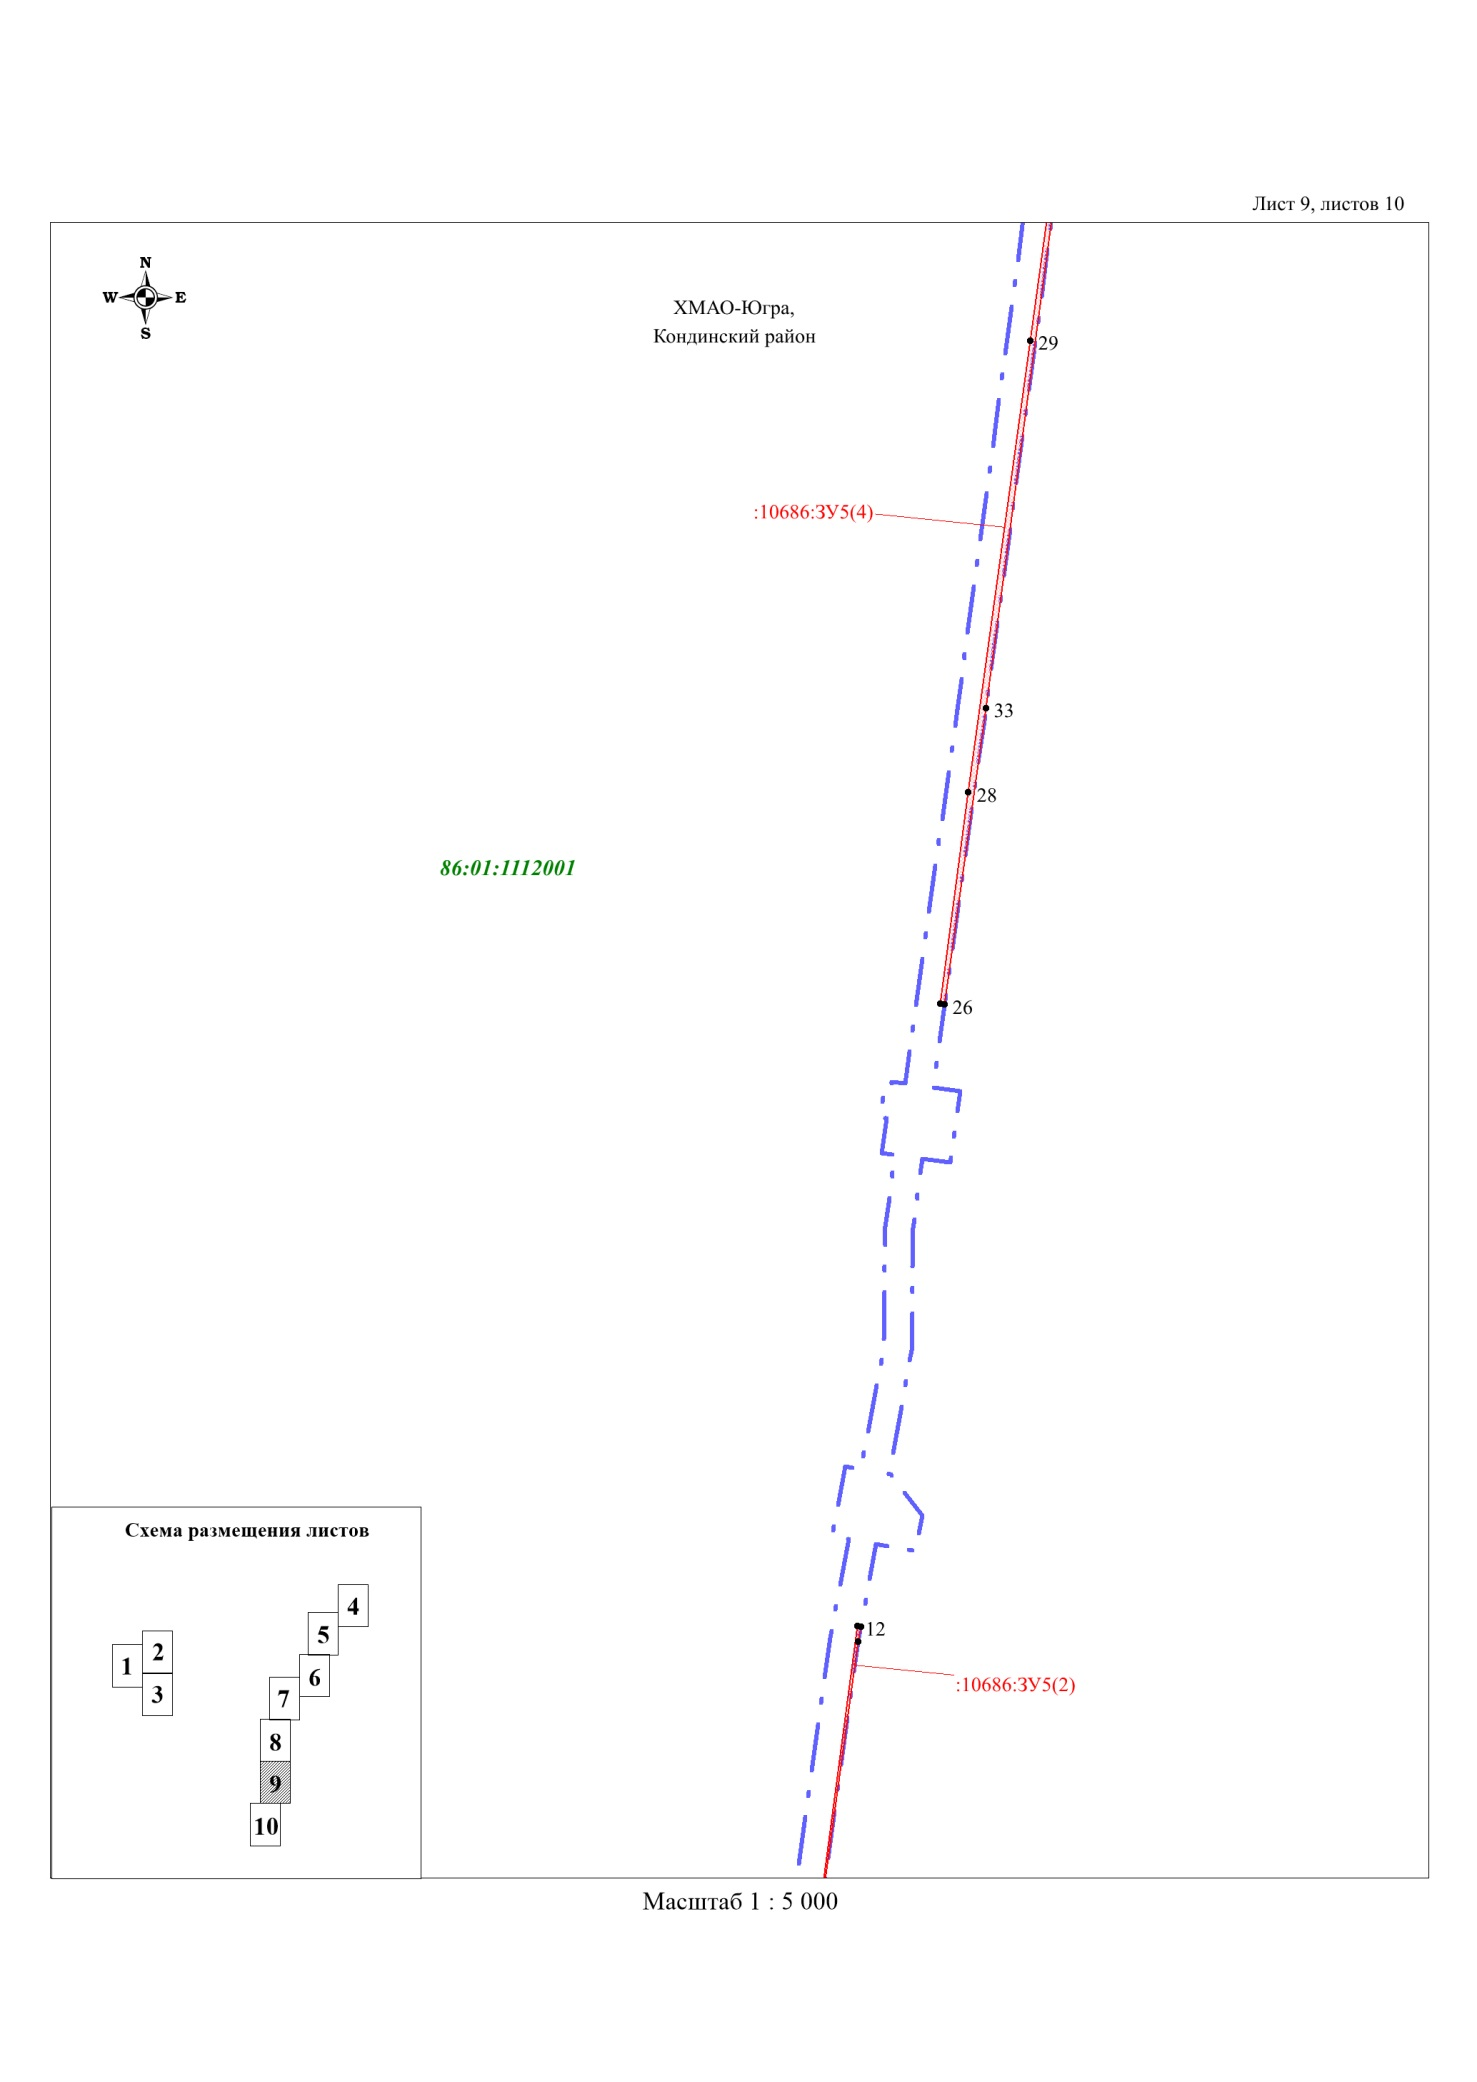 Лист 9, листов 10
N
W E
S
ХМАО-Югра,
Кондинский район
29
:10686:ЗУ5(4)
33
28
86:01:1112001
26
Схема размещения листов
4
5
2
1
6
3
7
8
9
10
12
:10686:ЗУ5(2)
Масштаб 1 : 5 000